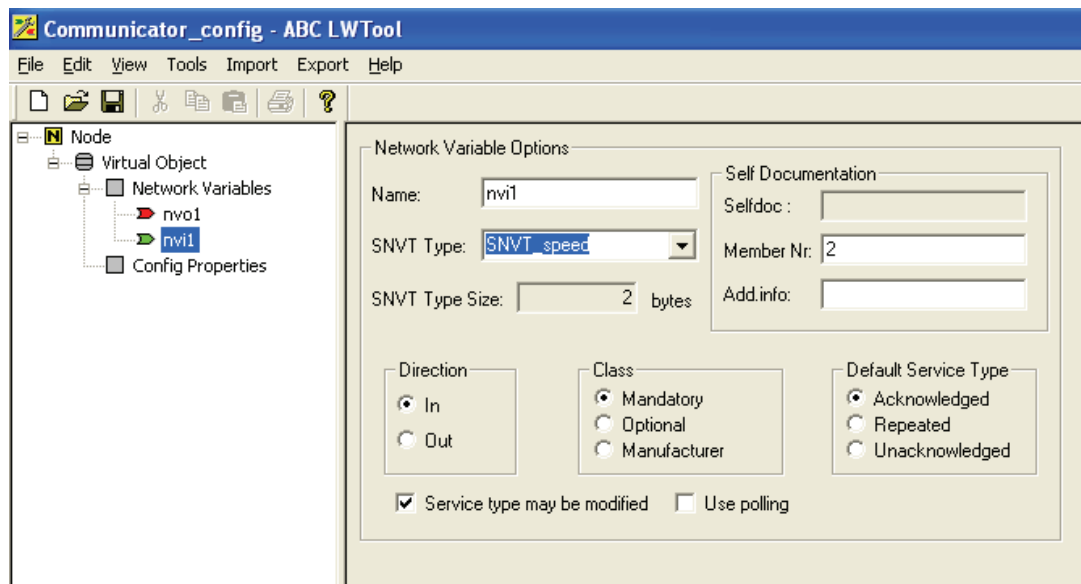 Communicator_config - ABC LWTool
File Edit View Tools Import Export Help
N Node
Virtual Object
Network Variables
nvo1
nvi1
Config Properties
Network Variable Options
Name: nvi1
SNVT Type: SNVT_speed
SNVT Type Size: 2 bytes
Self Documentation
Selfdoc :
Member Nr: 2
Add.info:
Direction
In
Out
Class
Mandatory
Optional
Manufacturer
Default Service Type
Acknowledged
Repeated
Unacknowledged
Service type may be modified Use polling